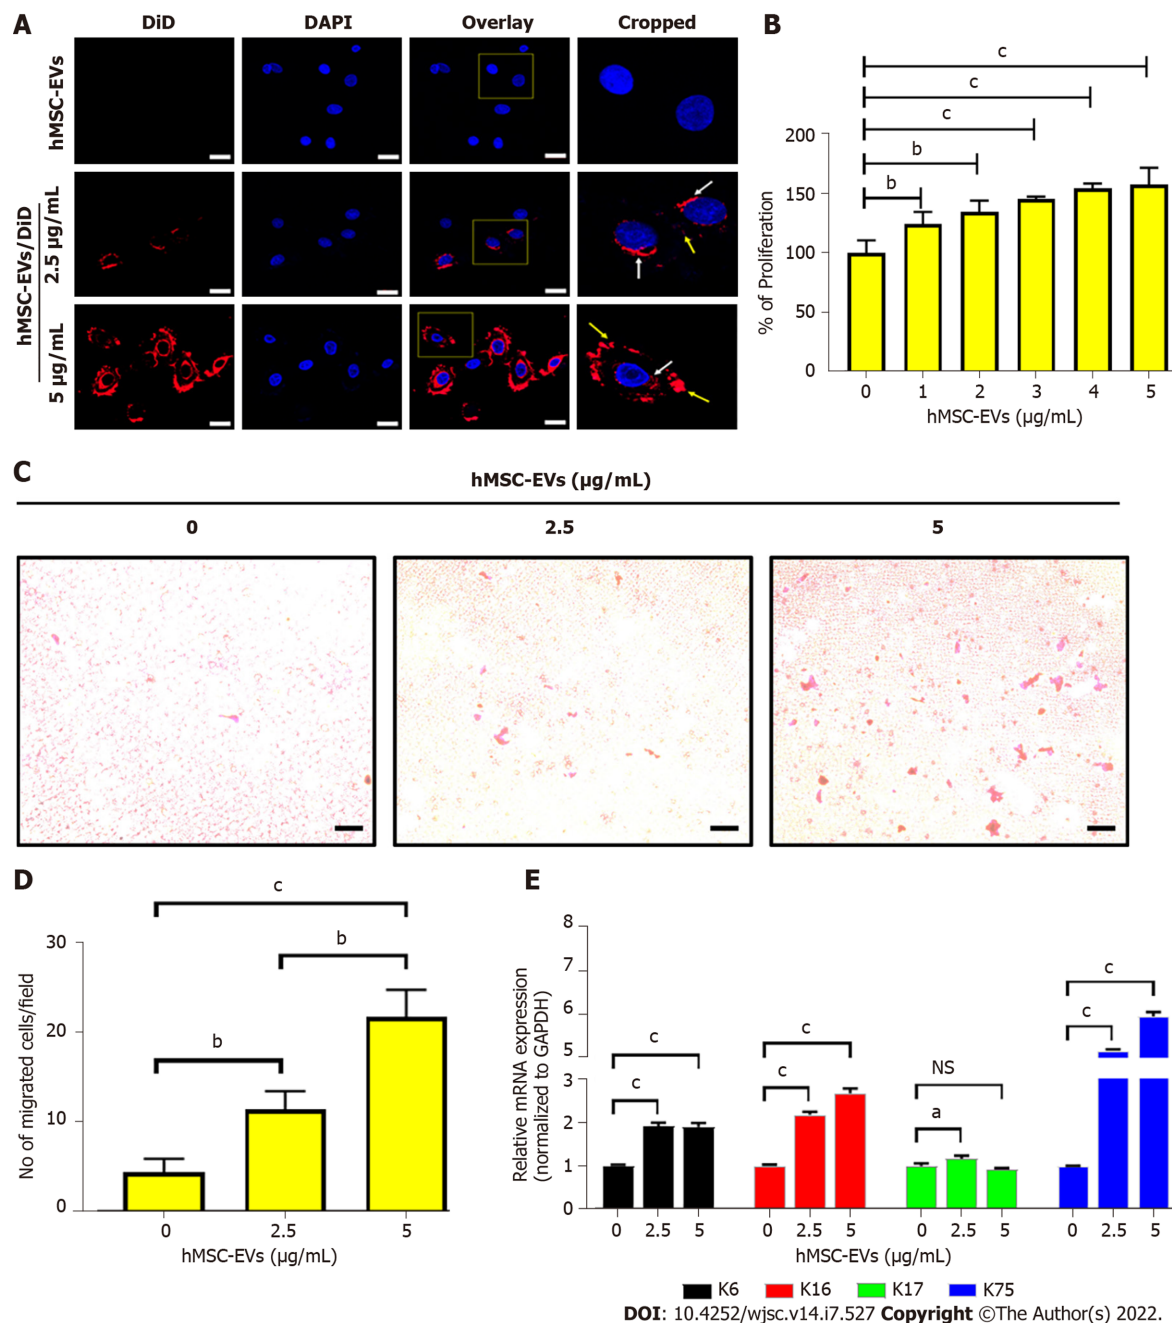 A
DiD
DAPI
Overlay
Cropped
hMSC-EVs
hMSC-EVs/DiD
2.5 μg/mL
5 μg/mL
B
c
c
c
b
b
200
150
100
50
0
% of Proliferation
0 1 2 3 4 5
hMSC-EVs (μg/mL)
C
hMSC-EVs (μg/mL)
0 2.5 5
D
c
b
b
30
20
10
0
No of migrated cells/field
0 2.5 5
hMSC-EVs (μg/mL)
E
8
7
6
5
3
2
1
0
Relative mRNA expression
(normalized to GAPDH)
c
c
c
c
NS
a
c
c
0 2.5 5 0 2.5 5 0 2.5 5 0 2.5 5
hMSC-EVs (μg/mL)
K6 K16 K17 K75
DOI: 10.4252/wjsc.v14.i7.527 Copyright ©The Author(s) 2022.